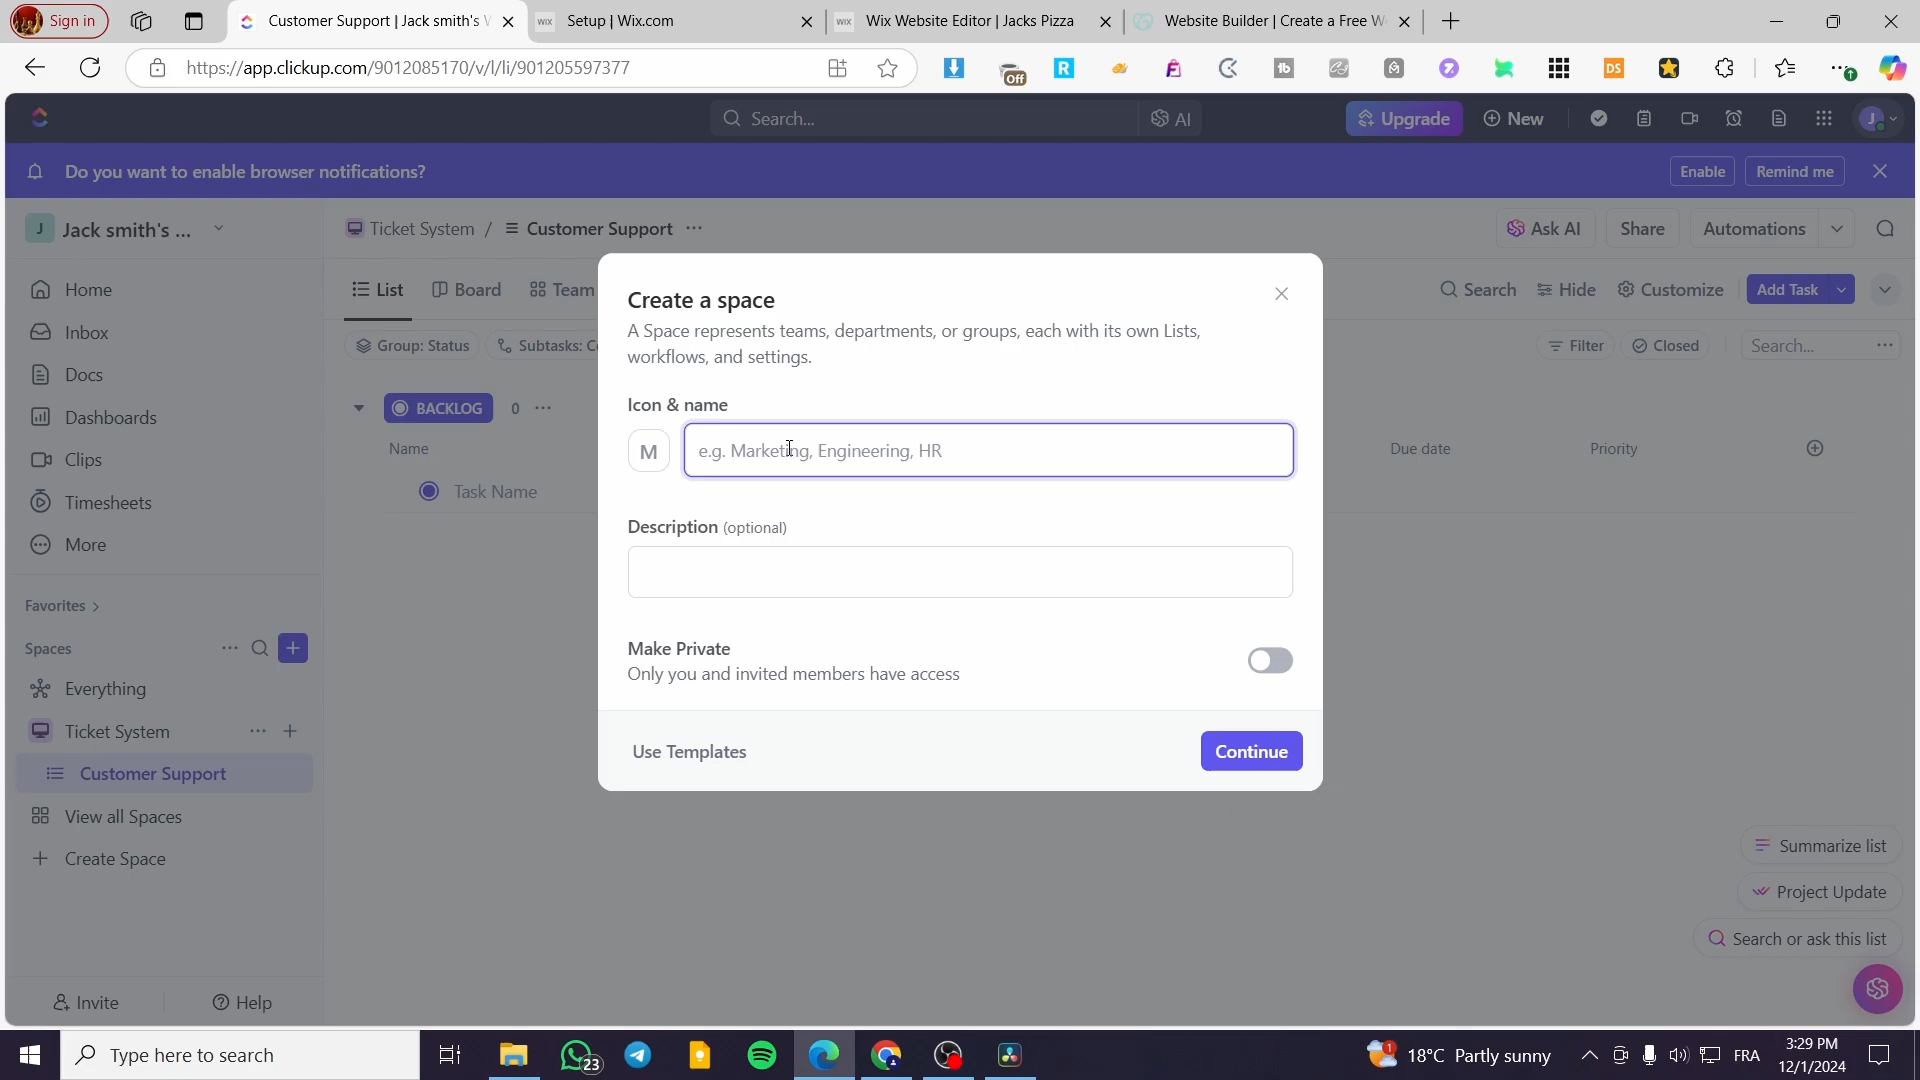 Sign in
Customer Support | Jack smith's W
Setup | Wix.com
Wix Website Editor | Jacks Pizza
Website Builder | Create a Free W
https://app.clickup.com/9012085170/v/l/li/901205597377
Off
Search...
AI
Upgrade
New
J
Do you want to enable browser notifications?
Enable
Remind me
J
Jack smith's ...
Ticket System / Customer Support ...
Ask AI
Share
Automations
Home
Inbox
Docs
Dashboards
Clips
Timesheets
More
List
Board
Team
Search
Hide
Customize
Add Task
Group: Status
Subtasks: C
Filter
Closed
Search...
BACKLOG
0
Name
Due date
Priority
Task Name
Create a space
A Space represents teams, departments, or groups, each with its own Lists,
workflows, and settings.
Icon & name
M
e.g. Marketing, Engineering, HR
Description (optional)
Make Private
Only you and invited members have access
Use Templates
Continue
Favorites
Spaces
Everything
Ticket System
Customer Support
View all Spaces
Create Space
Summarize list
Project Update
Search or ask this list
Invite
Help
Type here to search
23
1
18°C Partly sunny
FRA
3:29 PM
12/1/2024